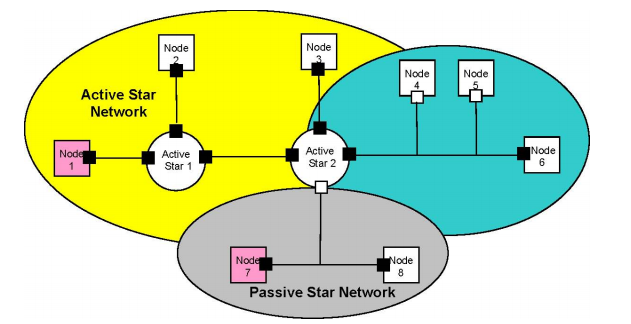 Node
2
Node
3
Node
4
Node
5
Active Star
Network
Node
1
Active
Star 1
Active
Star 2
Node
6
Node
7
Node
8
Passive Star Network